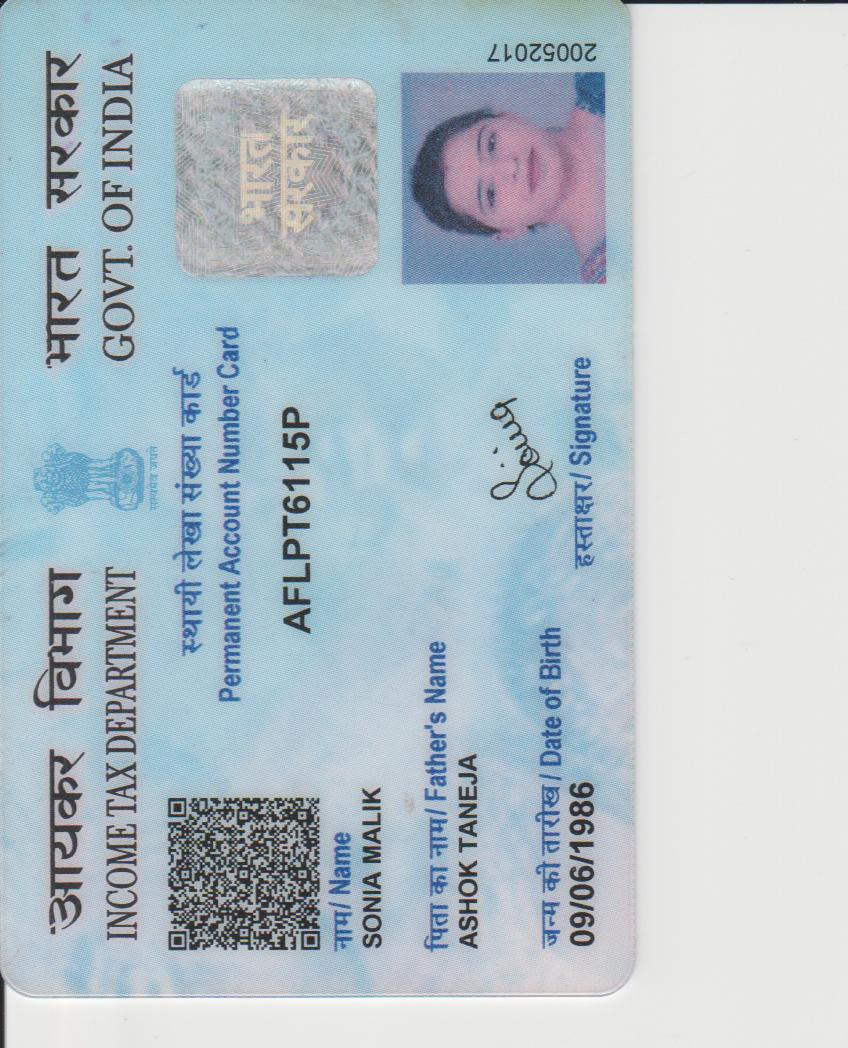 आयकर विभाग
INCOME TAX DEPARTMENT
सत्यमेव जयते
भारत सरकार
GOVT. OF INDIA
स्थायी लेखा संख्या कार्ड
Permanent Account Number Card
AFLPT6115P
भारत
सरकार
नाम/ Name
SONIA MALIK
पिता का नाम/ Father's Name
ASHOK TANEJA
जन्म की तारीख/ Date of Birth
09/06/1986
हस्ताक्षर/ Signature
20052017